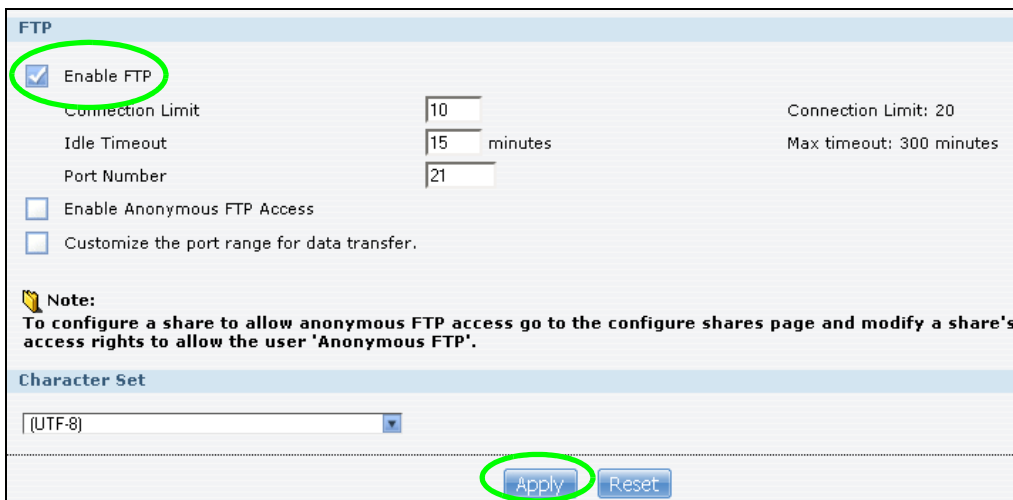 FTP
Enable FTP
Connection Limit 10 Connection Limit: 20
Idle Timeout 15 minutes Max timeout: 300 minutes
Port Number 21
Enable Anonymous FTP Access
Customize the port range for data transfer.
Note:
To configure a share to allow anonymous FTP access go to the configure shares page and modify a share's
access rights to allow the user 'Anonymous FTP'.
Character Set
(UTF-8)
Apply Reset